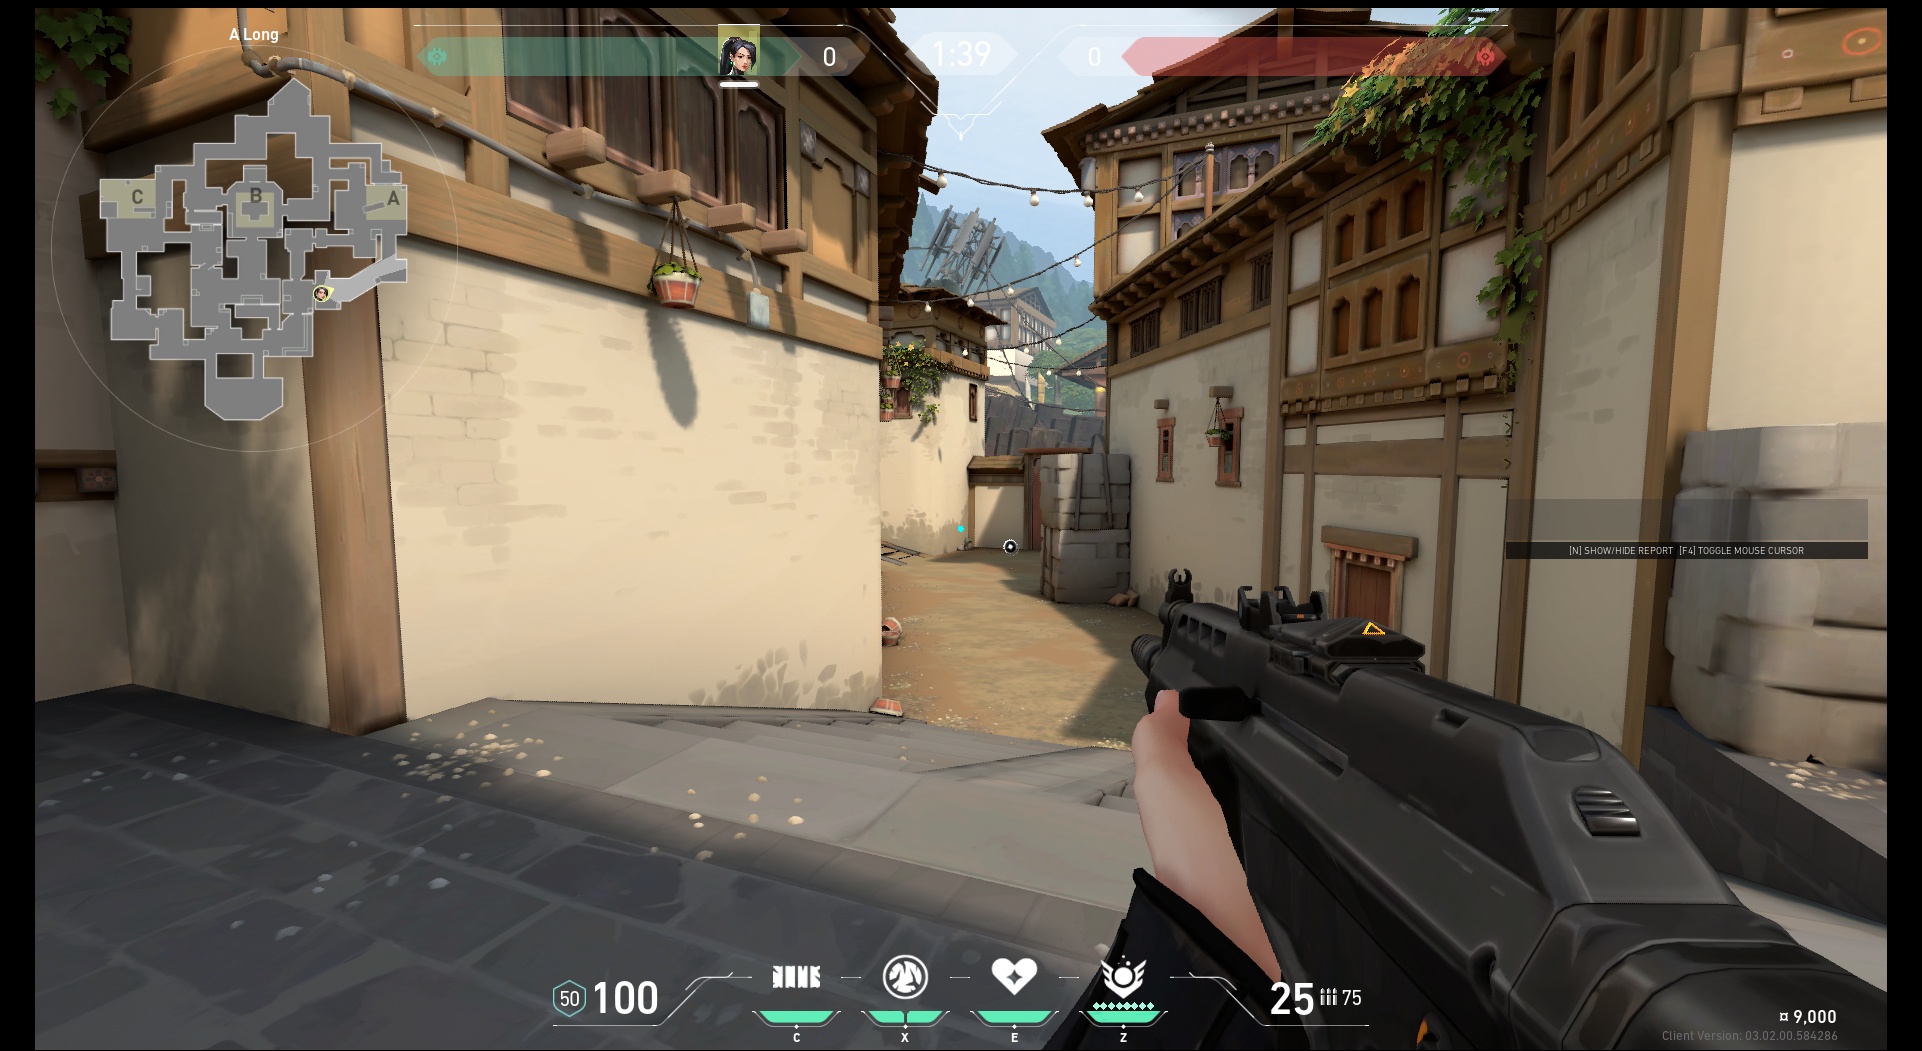 A Long
0
1:39
0
C
B
A
[N] SHOW/HIDE REPORT [F4] TOGGLE MOUSE CURSOR
50
100
C
X
E
Z
25
75
¤ 9,000
Client Version: 03.02.00.584286